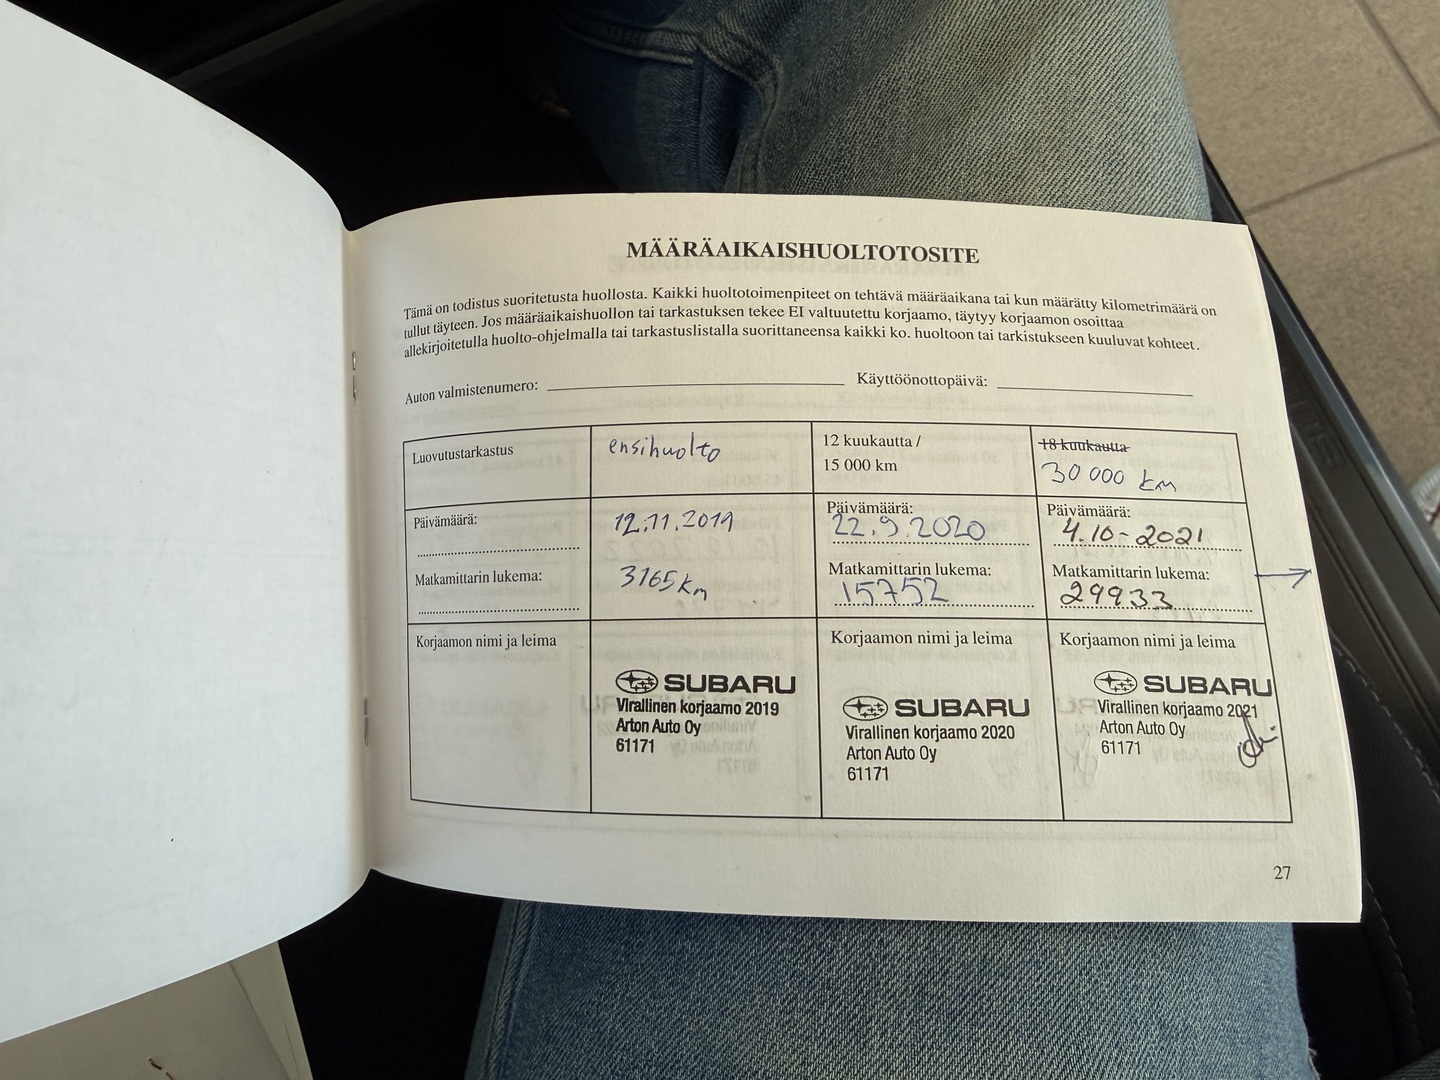 MÄÄRÄAIKAISHUOLTOTOSITE
Tämä on todistus suoritetusta huollosta. Kaikki huoltotoimenpiteet on tehtävä määräaikana tai kun määrätty kilometrimäärä on
tullut täyteen. Jos määräaikaishuollon tai tarkastuksen tekee EI valtuutettu korjaamo, täytyy korjaamon osoittaa
allekirjoitetulla huolto-ohjelmalla tai tarkastuslistalla suorittaneensa kaikki ko. huoltoon tai tarkistukseen kuuluvat kohteet.
Auton valmistenumero: Käyttöönottopäivä:
Luovutustarkastus
Päivämäärä:
Matkamittarin lukema:
Korjaamon nimi ja leima
ensihuolto
12.11.2019
3165 km
SUBARU
Virallinen korjaamo 2019
Arton Auto Oy
61171
12 kuukautta /
15 000 km
Päivämäärä:
22.9.2020
Matkamittarin lukema:
15752
Korjaamon nimi ja leima
SUBARU
Virallinen korjaamo 2020
Arton Auto Oy
61171
18 kuukautta
30 000 km
Päivämäärä:
4.10-2021
Matkamittarin lukema:
29933
Korjaamon nimi ja leima
SUBARU
Virallinen korjaamo 2021
Arton Auto Oy
61171
27